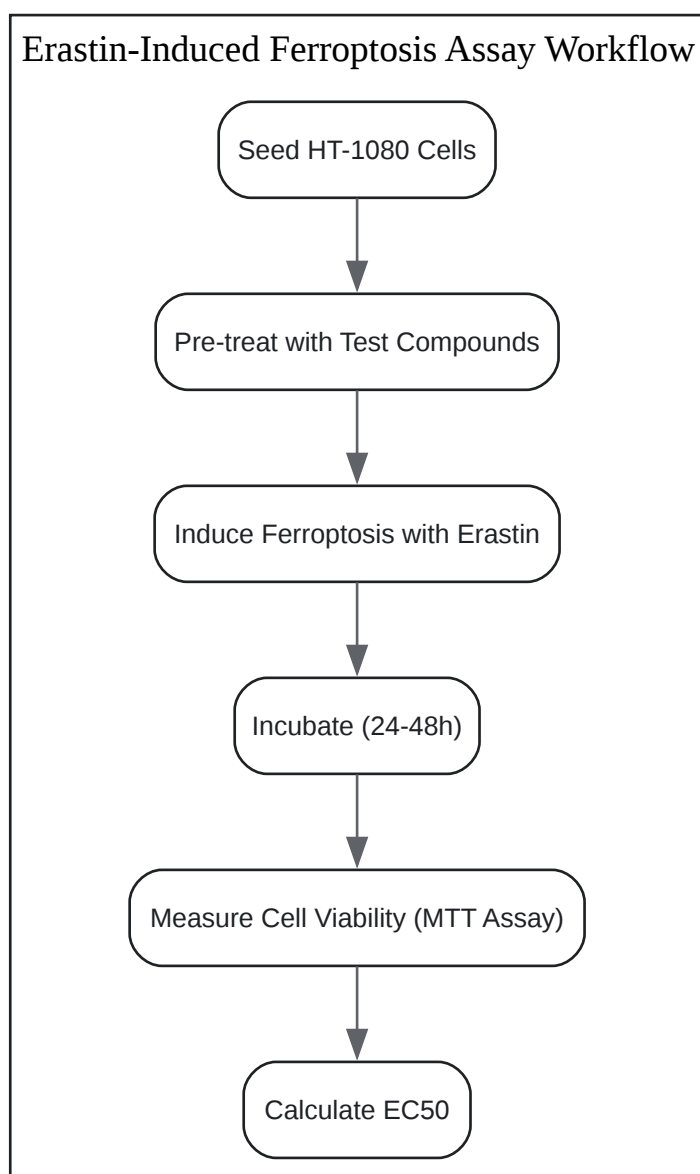 Erastin-Induced Ferroptosis Assay Workflow
Seed HT-1080 Cells
Pre-treat with Test Compounds
Induce Ferroptosis with Erastin
Incubate (24-48h)
Measure Cell Viability (MTT Assay)
Calculate EC50